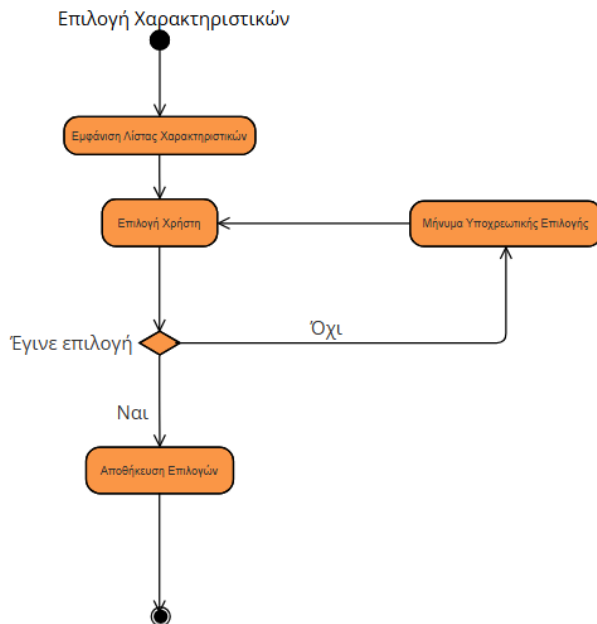 Επιλογή Χαρακτηριστικών
Εμφάνιση Λίστας Χαρακτηριστικών
Επιλογή Χρήστη
Μήνυμα Υποχρεωτικής Επιλογής
Όχι
Έγινε επιλογή
Ναι
Αποθήκευση Επιλογών